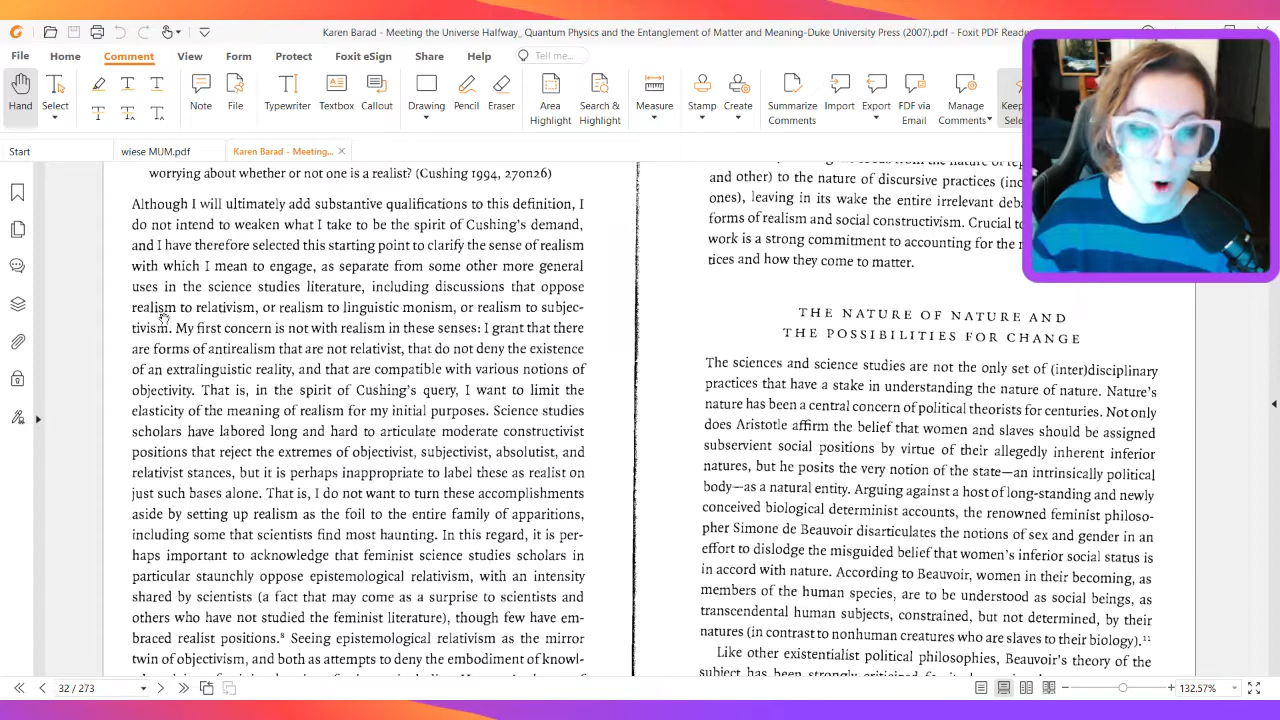 Karen Barad - Meeting the Universe Halfway_ Quantum Physics and the Entanglement of Matter and Meaning-Duke University Press (2007).pdf - Foxit PDF Reade
File Home Comment View Form Protect Foxit eSign Share Help Tell me...
Hand Select Note File Typewriter Textbox Callout Drawing Pencil Eraser Area Highlight Search & Highlight Measure Stamp Create Summarize Comments Import Export FDF via Email Manage Comments Keep Sele
Start wiese MUM.pdf Karen Barad - Meeting...
worrying about whether or not one is a realist? (Cushing 1994, 270n26)
Although I will ultimately add substantive qualifications to this definition, I
do not intend to weaken what I take to be the spirit of Cushing's demand,
and I have therefore selected this starting point to clarify the sense of realism
with which I mean to engage, as separate from some other more general
uses in the science studies literature, including discussions that oppose
realism to relativism, or realism to linguistic monism, or realism to subjec-
tivism. My first concern is not with realism in these senses: I grant that there
are forms of antirealism that are not relativist, that do not deny the existence
of an extralinguistic reality, and that are compatible with various notions of
objectivity. That is, in the spirit of Cushing's query, I want to limit the
elasticity of the meaning of realism for my initial purposes. Science studies
scholars have labored long and hard to articulate moderate constructivist
positions that reject the extremes of objectivist, subjectivist, absolutist, and
relativist stances, but it is perhaps inappropriate to label these as realist on
just such bases alone. That is, I do not want to turn these accomplishments
aside by setting up realism as the foil to the entire family of apparitions,
including some that scientists find most haunting. In this regard, it is per-
haps important to acknowledge that feminist science studies scholars in
particular staunchly oppose epistemological relativism, with an intensity
shared by scientists (a fact that may come as a surprise to scientists and
others who have not studied the feminist literature), though few have em-
braced realist positions.⁸ Seeing epistemological relativism as the mirror
twin of objectivism, and both as attempts to deny the embodiment of knowl-
and other) to the nature of discursive practices (inc
ones), leaving in its wake the entire irrelevant deba
forms of realism and social constructivism. Crucial to
work is a strong commitment to accounting for the m
tices and how they come to matter.
THE NATURE OF NATURE AND
THE POSSIBILITIES FOR CHANGE
The sciences and science studies are not the only set of (inter)disciplinary
practices that have a stake in understanding the nature of nature. Nature's
nature has been a central concern of political theorists for centuries. Not only
does Aristotle affirm the belief that women and slaves should be assigned
subservient social positions by virtue of their allegedly inherent inferior
natures, but he posits the very notion of the state—an intrinsically political
body—as a natural entity. Arguing against a host of long-standing and newly
conceived biological determinist accounts, the renowned feminist philoso-
pher Simone de Beauvoir disarticulates the notions of sex and gender in an
effort to dislodge the misguided belief that women's inferior social status is
in accord with nature. According to Beauvoir, women in their becoming, as
members of the human species, are to be understood as social beings, as
transcendental human subjects, constrained, but not determined, by their
natures (in contrast to nonhuman creatures who are slaves to their biology).¹¹
Like other existentialist political philosophies, Beauvoir's theory of the
subject has been strongly criticized
32 / 273
132.57%